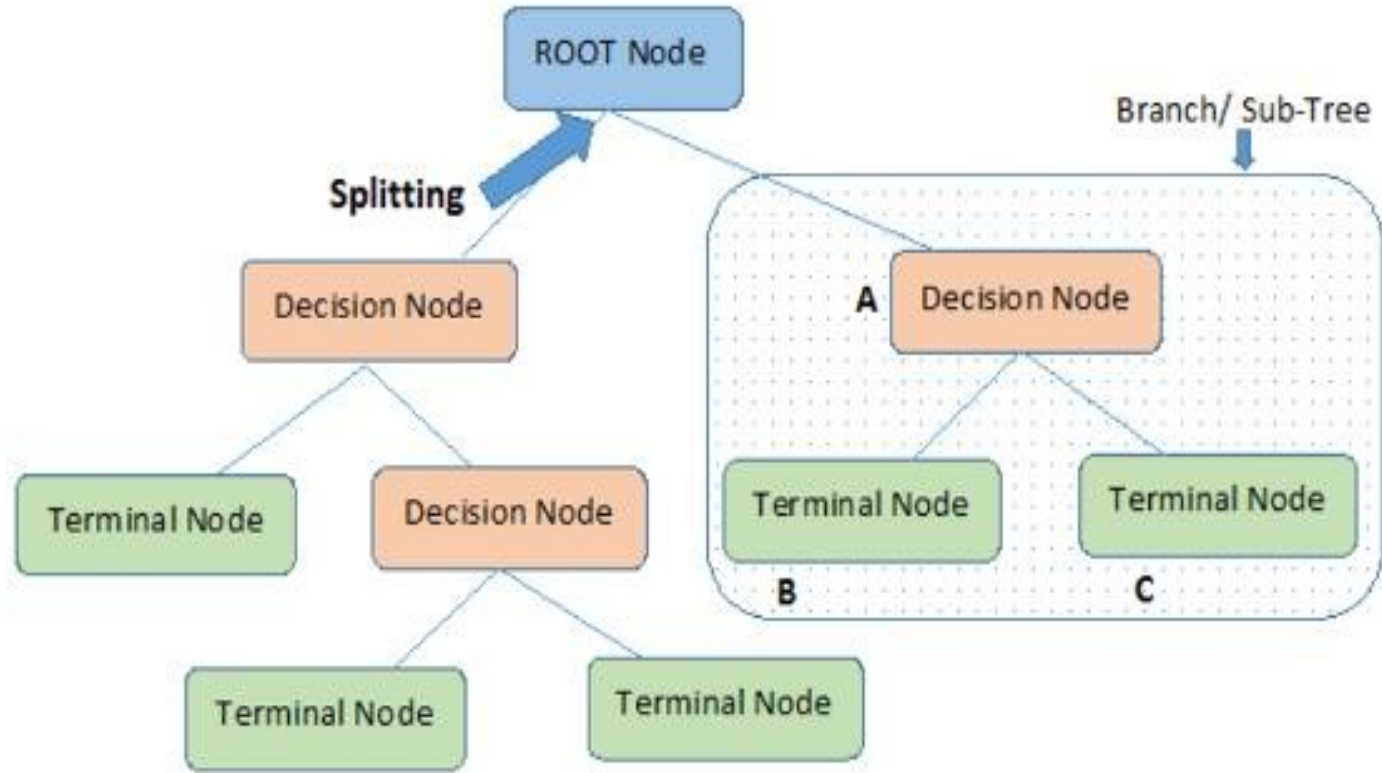 ROOT Node
Branch/ Sub-Tree
Splitting
Decision Node
A
Decision Node
Terminal Node
Decision Node
Terminal Node
Terminal Node
B
C
Terminal Node
Terminal Node